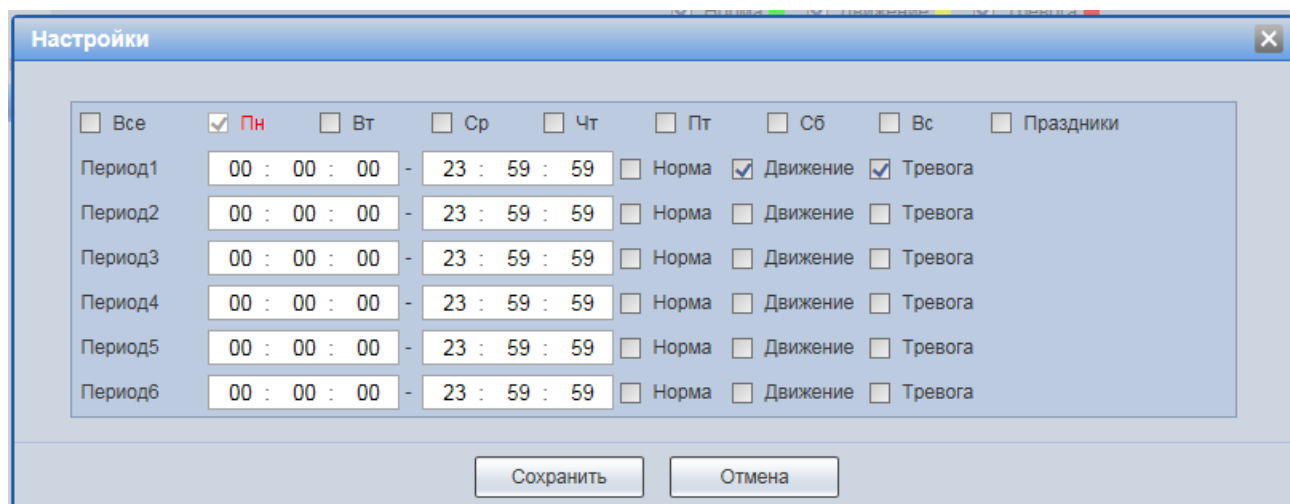 Норма Движение Тревога
Настройки
Все Пн Вт Ср Чт Пт Сб Вс Праздники
Период1 00 : 00 : 00 - 23 : 59 : 59 Норма Движение Тревога
Период2 00 : 00 : 00 - 23 : 59 : 59 Норма Движение Тревога
Период3 00 : 00 : 00 - 23 : 59 : 59 Норма Движение Тревога
Период4 00 : 00 : 00 - 23 : 59 : 59 Норма Движение Тревога
Период5 00 : 00 : 00 - 23 : 59 : 59 Норма Движение Тревога
Период6 00 : 00 : 00 - 23 : 59 : 59 Норма Движение Тревога
Сохранить Отмена